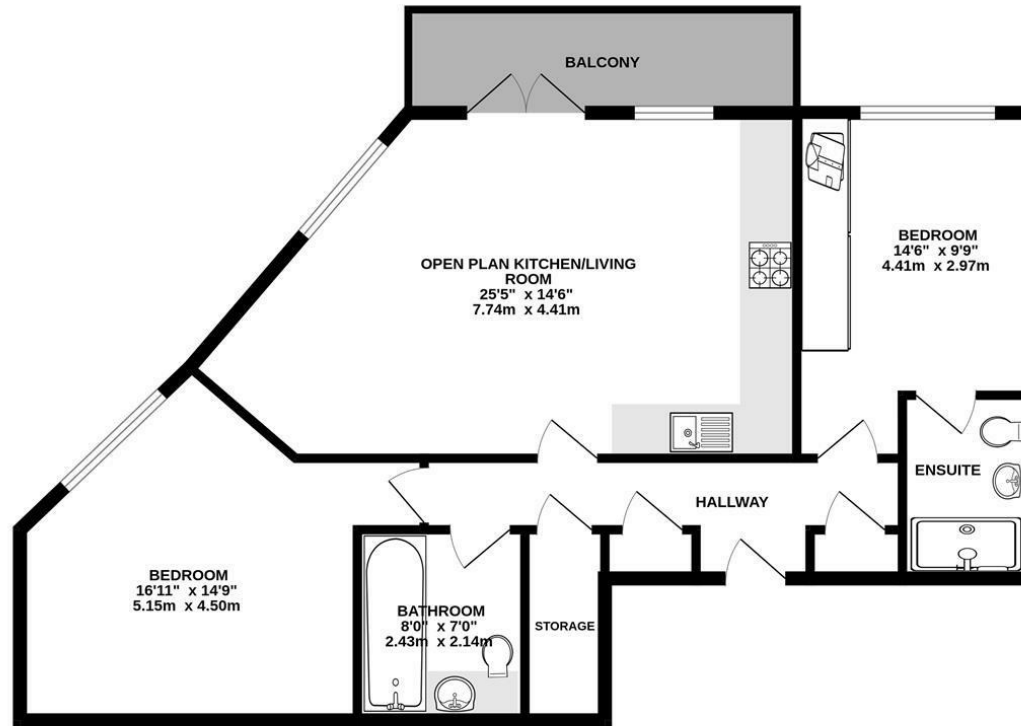 BALCONY
OPEN PLAN KITCHEN/LIVING
ROOM
25'5" x 14'6"
7.74m x 4.41m
BEDROOM
14'6" x 9'9"
4.41m x 2.97m
ENSUITE
HALLWAY
BEDROOM
16'11" x 14'9"
5.15m x 4.50m
BATHROOM
8'0" x 7'0"
2.43m x 2.14m
STORAGE